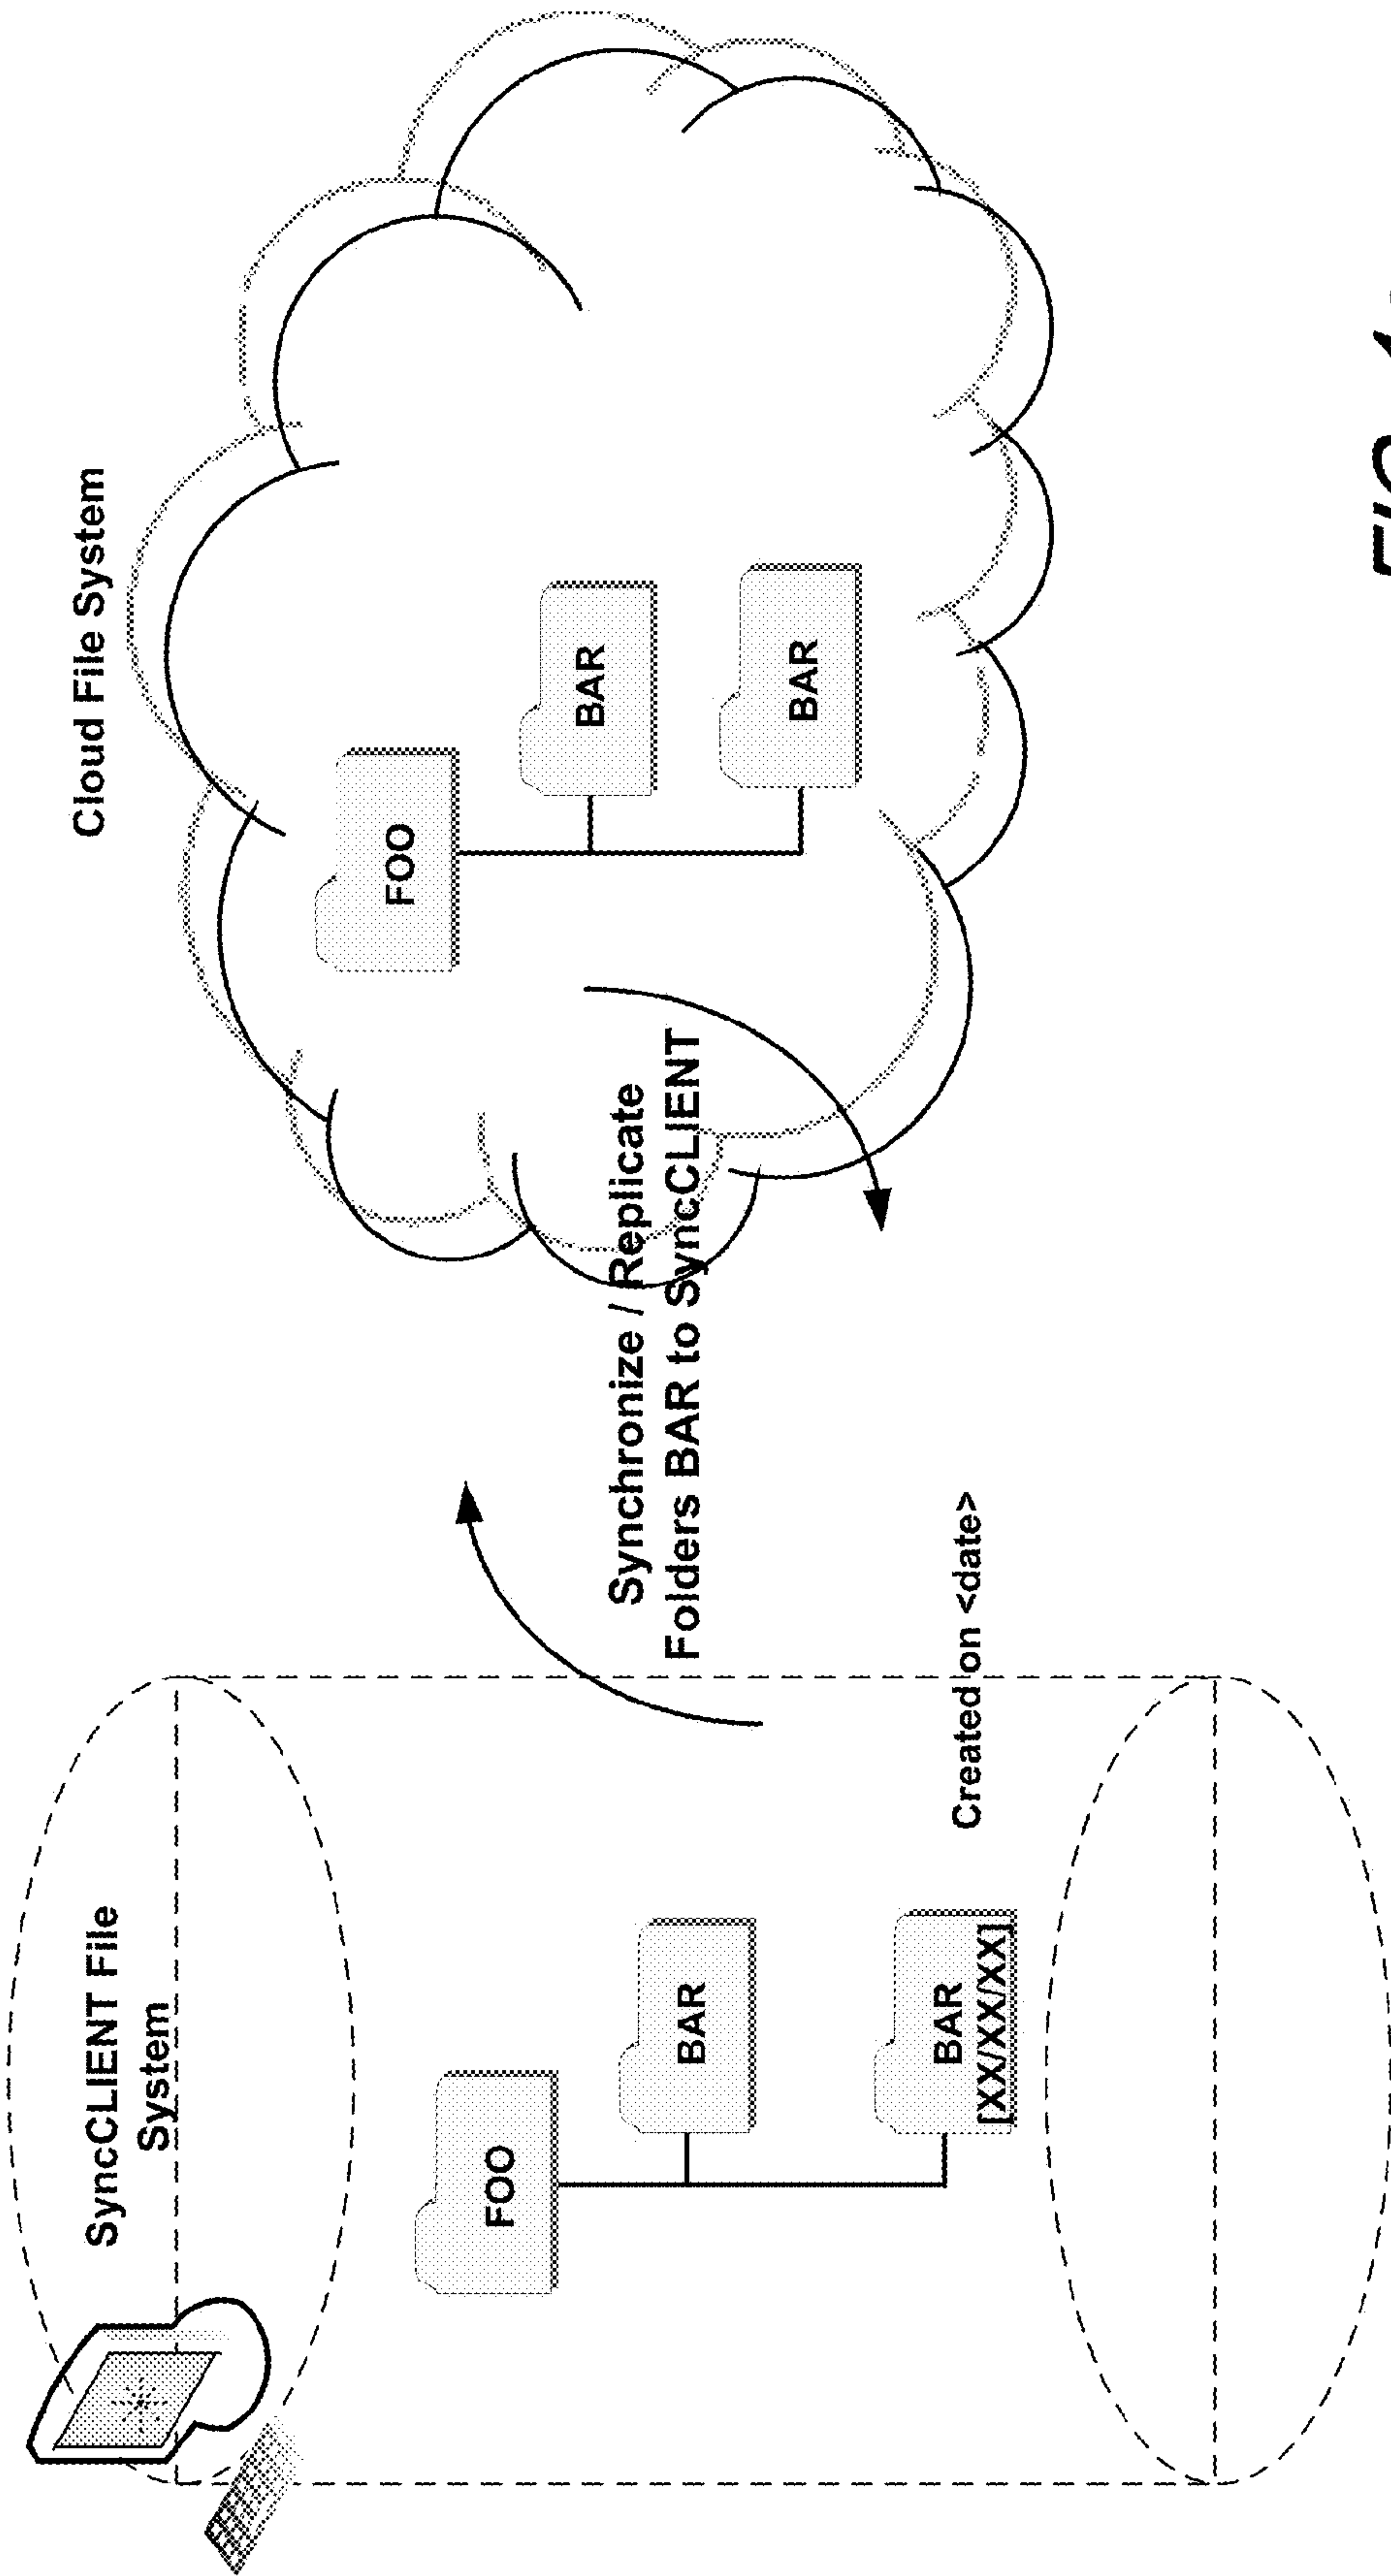 SyncCLIENT File
System
FOO
BAR
BAR
[XX/XX/XX]
Created on <date>
Synchronize / Replicate
Folders BAR to SyncCLIENT
Cloud File System
FOO
BAR
BAR